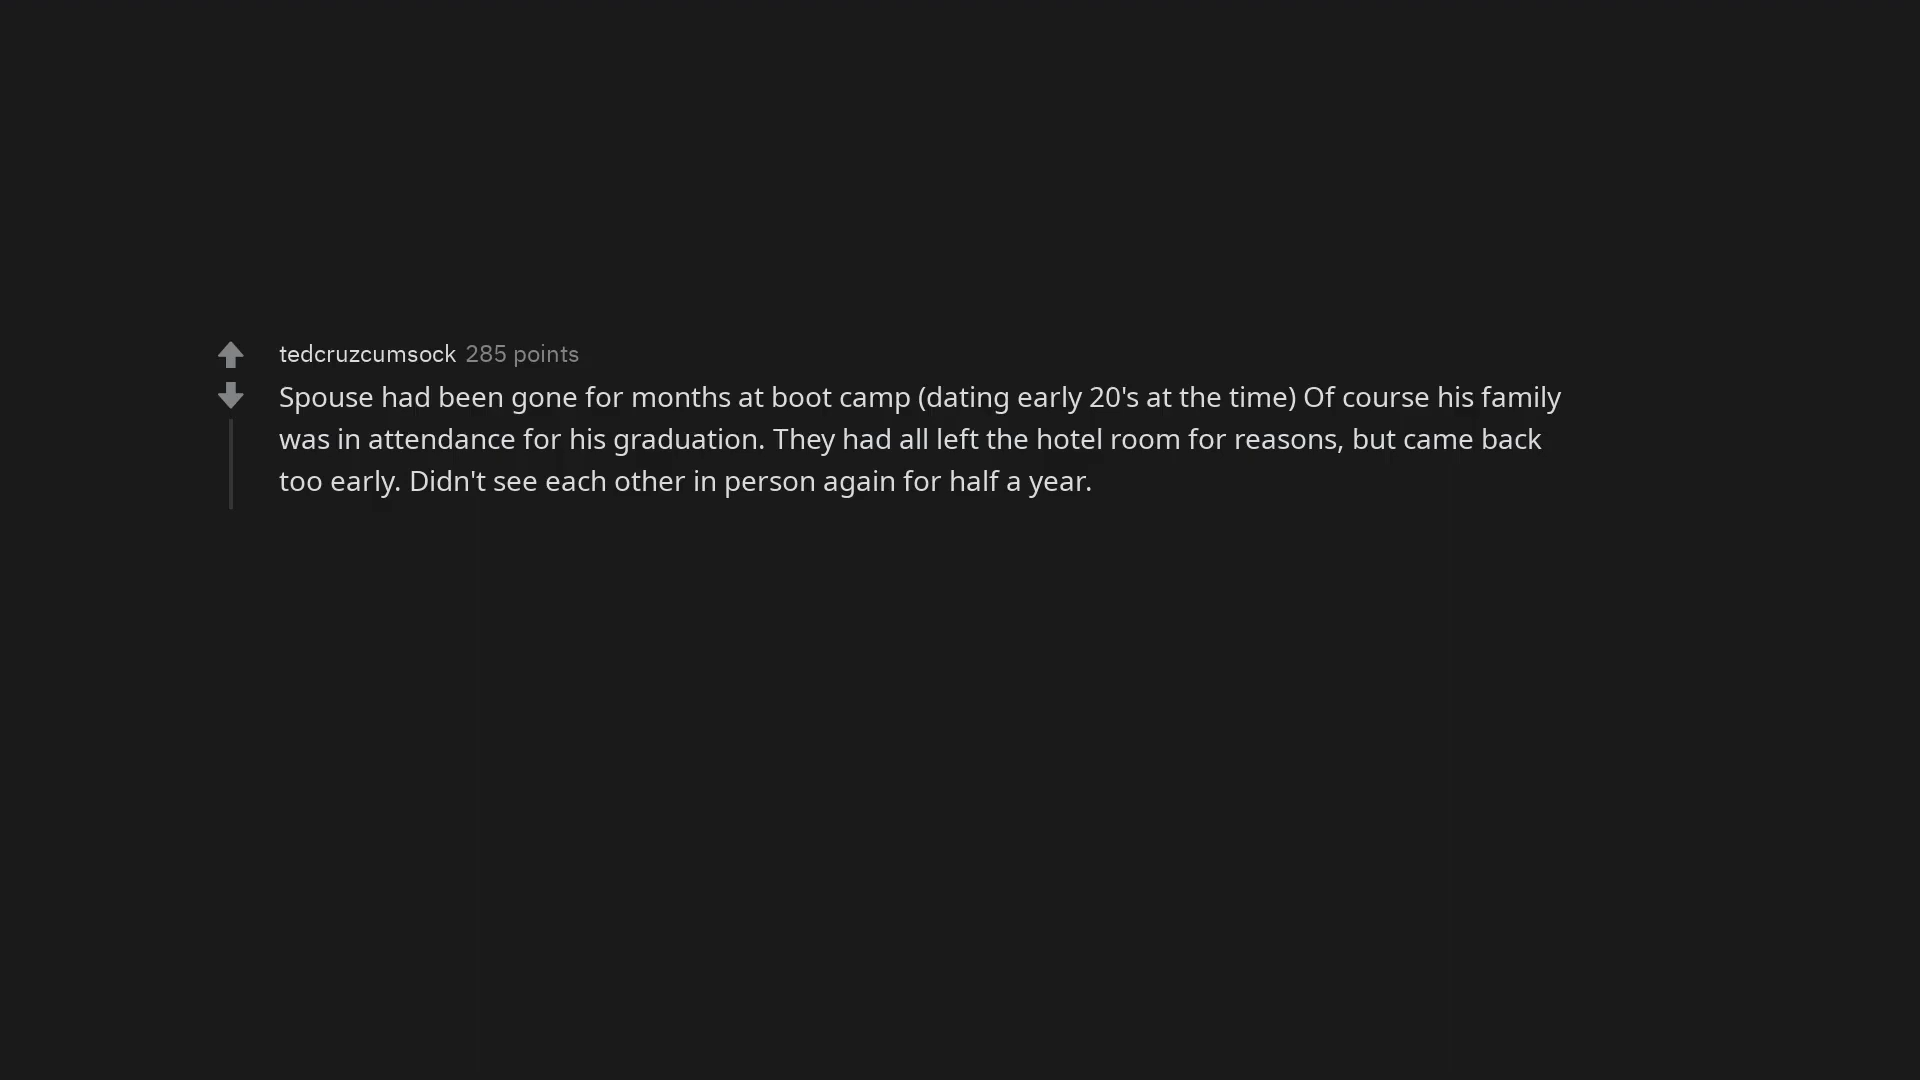 tedcruzcumsock 285 points
Spouse had been gone for months at boot camp (dating early 20's at the time) Of course his family
was in attendance for his graduation. They had all left the hotel room for reasons, but came back
too early. Didn't see each other in person again for half a year.